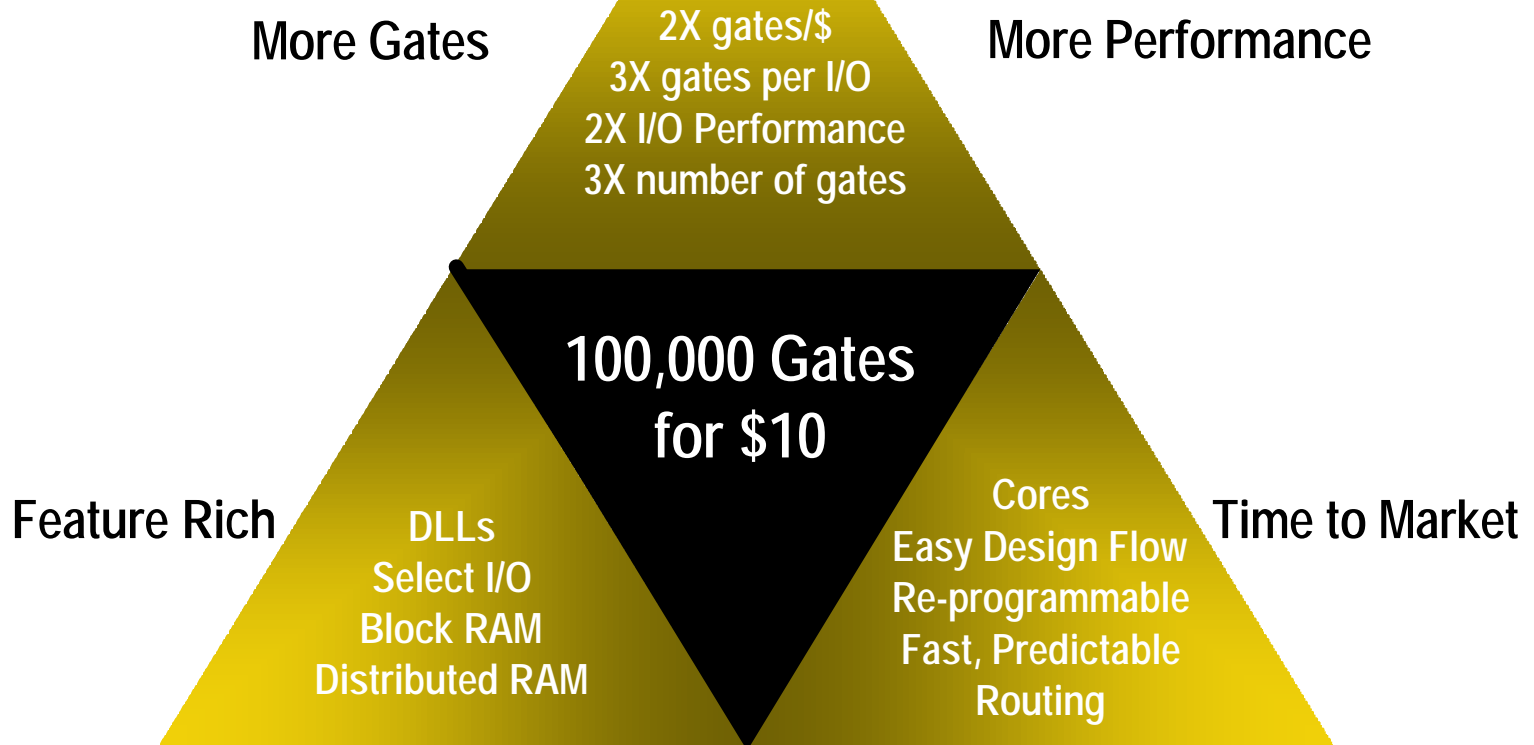 More Gates
2X gates/$
3X gates per I/O
2X I/O Performance
3X number of gates
More Performance
100,000 Gates
for $10
Feature Rich
DLLs
Select I/O
Block RAM
Distributed RAM
Cores
Easy Design Flow
Re-programmable
Fast, Predictable
Routing
Time to Market